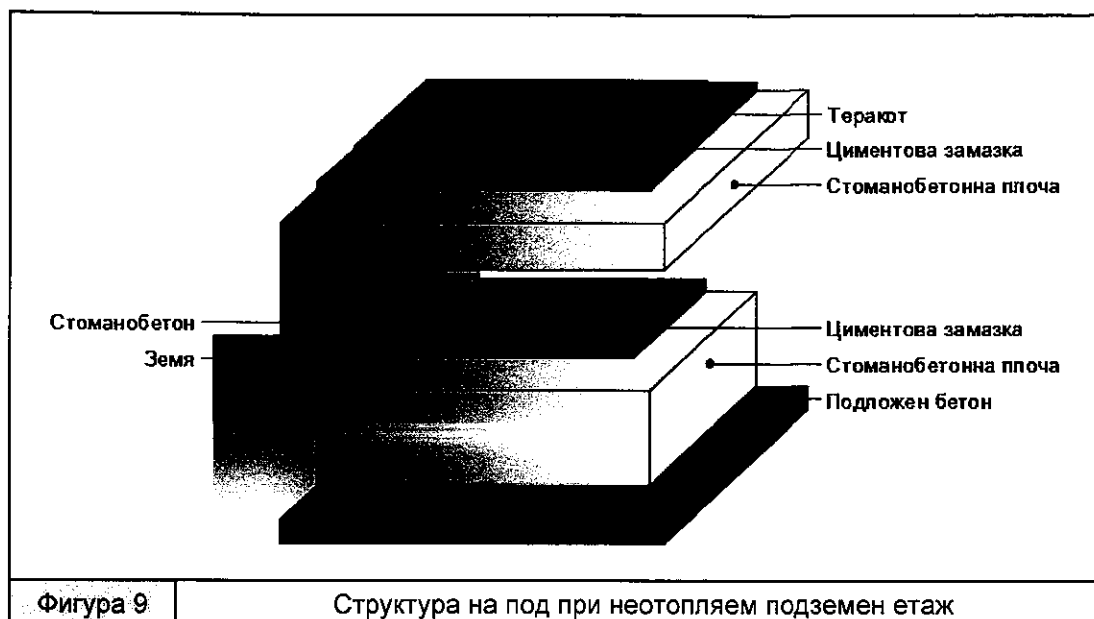 Теракот
Циментова замазка
Стоманобетонна плоча
Стоманобетон
Земя
Циментова замазка
Стоманобетонна плоча
Подложен бетон
Фигура 9
Структура на под при неотопляем подземен етаж